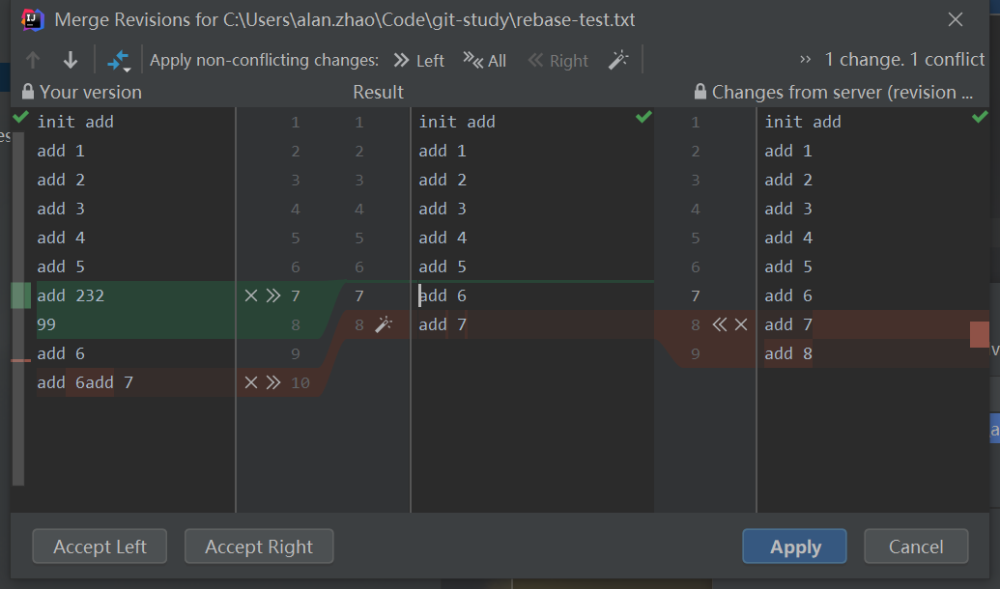 Merge Revisions for C:\Users\alan.zhao\Code\git-study\rebase-test.txt
Apply non-conflicting changes: Left All Right 1 change. 1 conflict
Your version Result Changes from server (revision ...
init add 1 1 init add 1 init add
add 1 2 2 add 1 2 add 1
add 2 3 3 add 2 3 add 2
add 3 4 4 add 3 4 add 3
add 4 5 5 add 4 5 add 4
add 5 6 6 add 5 6 add 5
add 232 7 7 add 6 7 add 6
99 8 8 add 7 8 add 7
add 6 9 9 add 8
add 6add 7 10
Accept Left Accept Right Apply Cancel